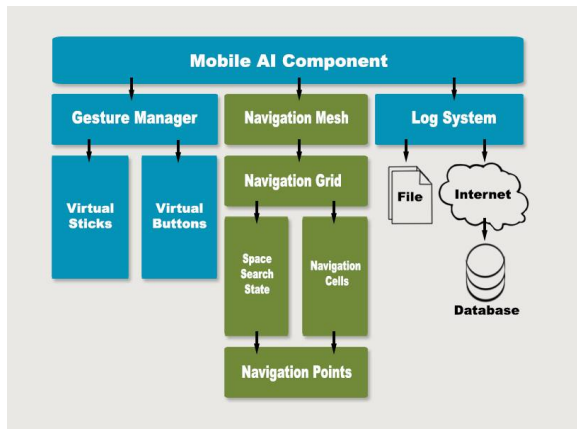 Mobile AI Component
Gesture Manager
Navigation Mesh
Log System
Virtual
Sticks
Virtual
Buttons
Navigation Grid
File
Internet
Space
Search
State
Navigation
Cells
Database
Navigation Points